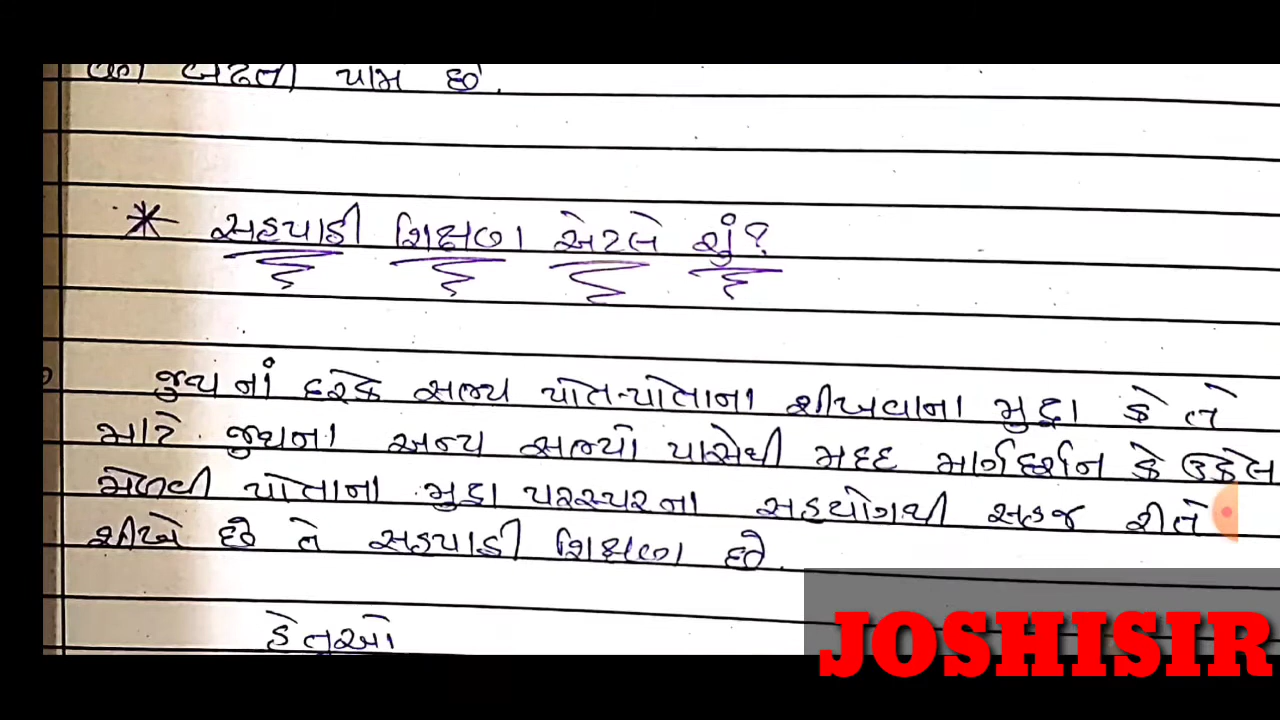 પામે છે.
* સહપાઠી શિક્ષણ એટલે શું?
જુથનાં દરેક સભ્ય પોત-પોતાના શીખવાના મુદ્દા કે તે
માટે જુથના અન્ય સભ્યો પાસેથી મદદ માર્ગદર્શન કે ઉકેલ
મેળવી પોતાના મુદ્દા પરસ્પરના સહયોગથી સહજ રીતે
શીખે છે તે સહપાઠી શિક્ષણ છે.
હેતુઓ
JOSHISIR